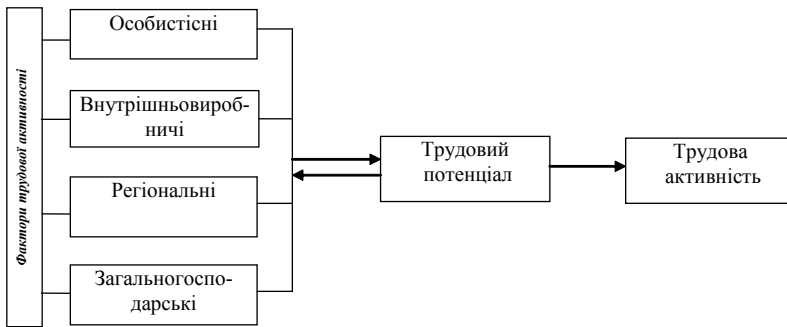 Фактори трудової активності
Особистісні
Внутрішньовироб-
ничі
Регіональні
Загальногоспо-
дарські
Трудовий
потенціал
Трудова
активність